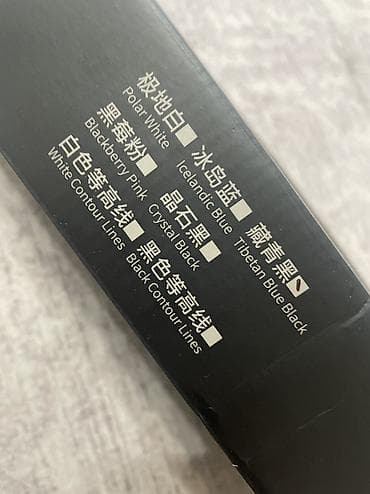 极地白
Polar White
冰岛蓝
Icelandic Blue
藏青黑
Tibetan Blue Black
黑莓粉
Blackberry Pink
晶石黑
Crystal Black
白色等高线
White Contour Lines
黑色等高线
Black Contour Lines